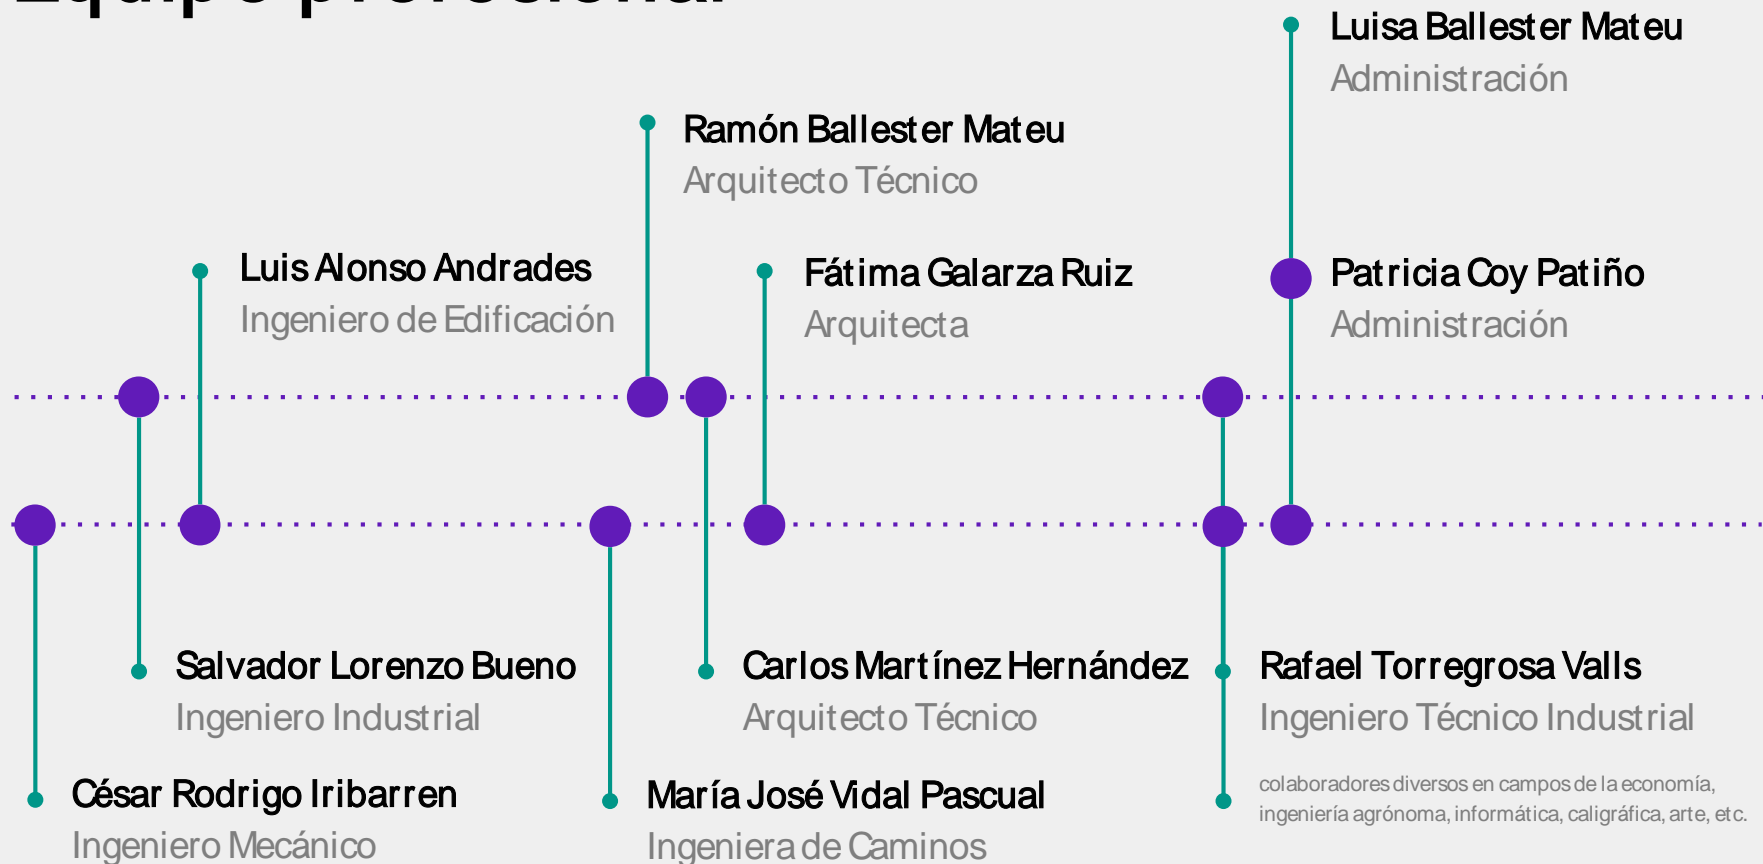 Equipo profesional
Luisa Ballester Mateu
Administración
Ramón Ballester Mateu
Arquitecto Técnico
Luis Alonso Andrades
Ingeniero de Edificación
Fátima Galarza Ruiz
Arquitecta
Patricia Coy Patiño
Administración
Salvador Lorenzo Bueno
Ingeniero Industrial
Carlos Martínez Hernández
Arquitecto Técnico
Rafael Torregrosa Valls
Ingeniero Técnico Industrial
César Rodrigo Iribarren
Ingeniero Mecánico
María José Vidal Pascual
Ingeniera de Caminos
colaboradores diversos en campos de la economía,
ingeniería agrónoma, informática, caligráfica, arte, etc.